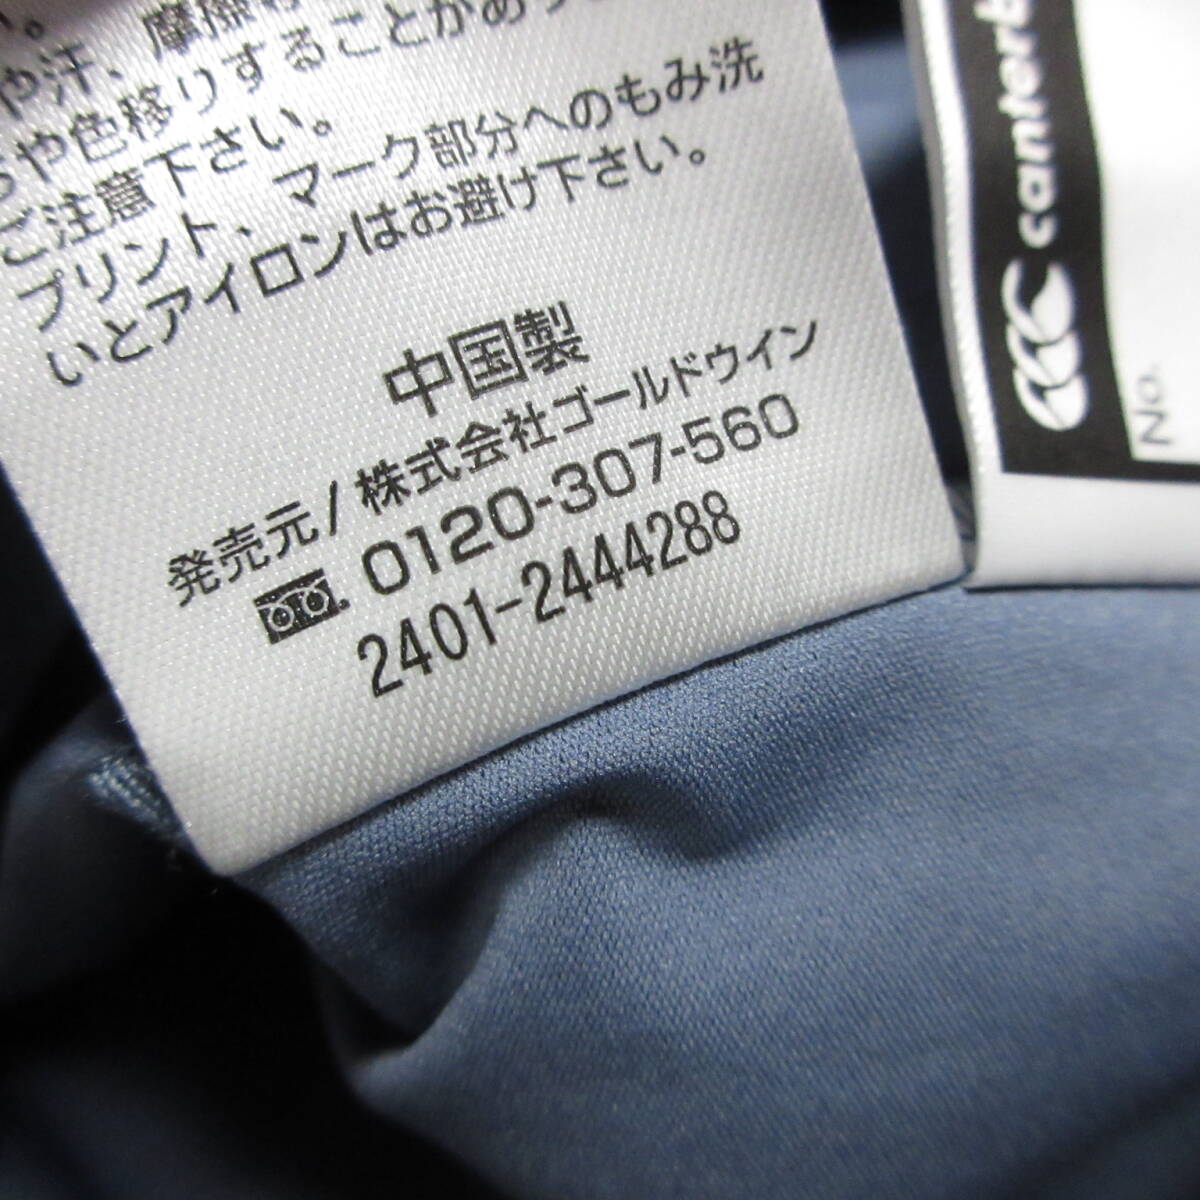 や汗、摩擦
や色移りすることがあ
ご注意下さい。
プリント、マーク部分へのもみ洗
いとアイロンはお避け下さい。
中国製
発売元/株式会社ゴールドウイン
0120-307-560
2401-2444288
canterb
No.